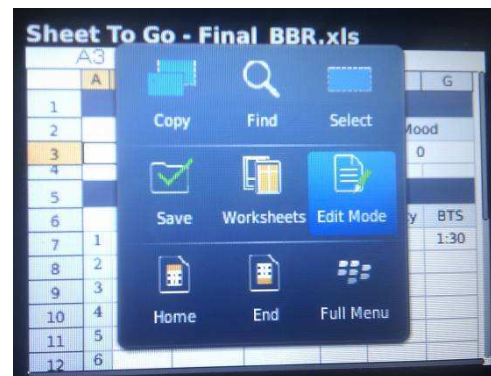 Sheet To Go - Final_BBR.xls
A3
A G
1
Copy Find Select
2 Mood
3 0
4
5
Save Worksheets Edit Mode
6 y BTS
7 1 1:30
8 2
9 3
Home End Full Menu
10 4
11 5
12 6